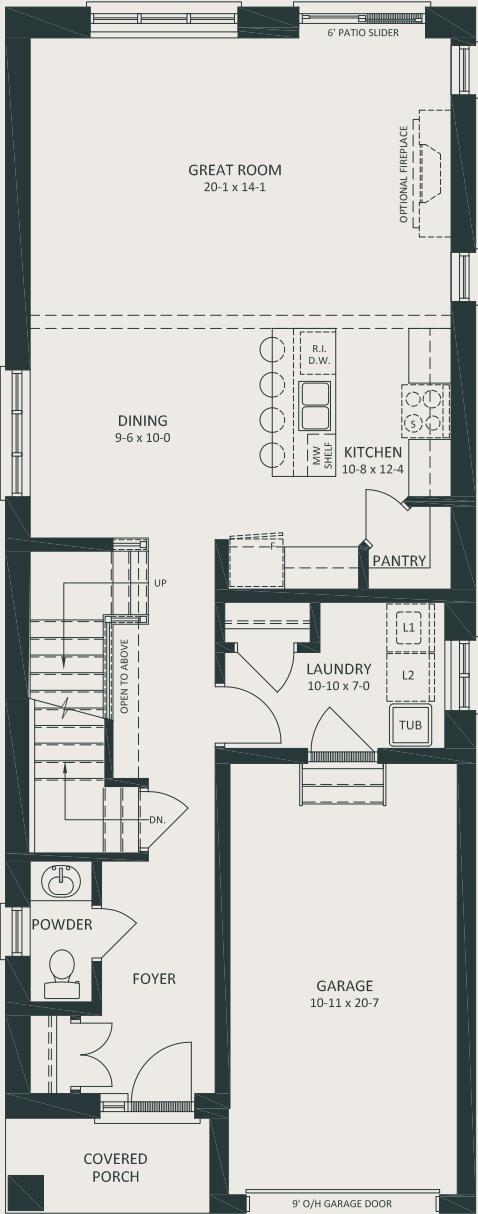 6' PATIO SLIDER
GREAT ROOM
20-1 x 14-1
OPTIONAL FIREPLACE
R.I.
D.W.
DINING
9-6 x 10-0
S
MW
SHELF
KITCHEN
10-8 x 12-4
F
PANTRY
UP
OPEN TO ABOVE
L1
LAUNDRY
10-10 x 7-0
L2
TUB
DN.
POWDER
FOYER
GARAGE
10-11 x 20-7
COVERED
PORCH
9' O/H GARAGE DOOR